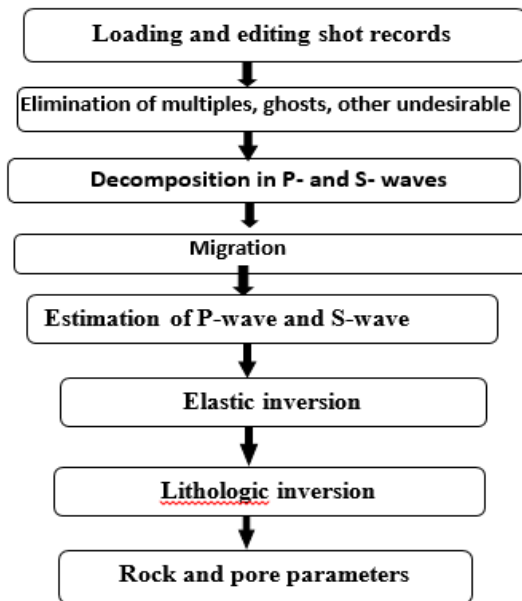 Loading and editing shot records
Elimination of multiples, ghosts, other undesirable
Decomposition in P- and S- waves
Migration
Estimation of P-wave and S-wave
Elastic inversion
Lithologic inversion
Rock and pore parameters